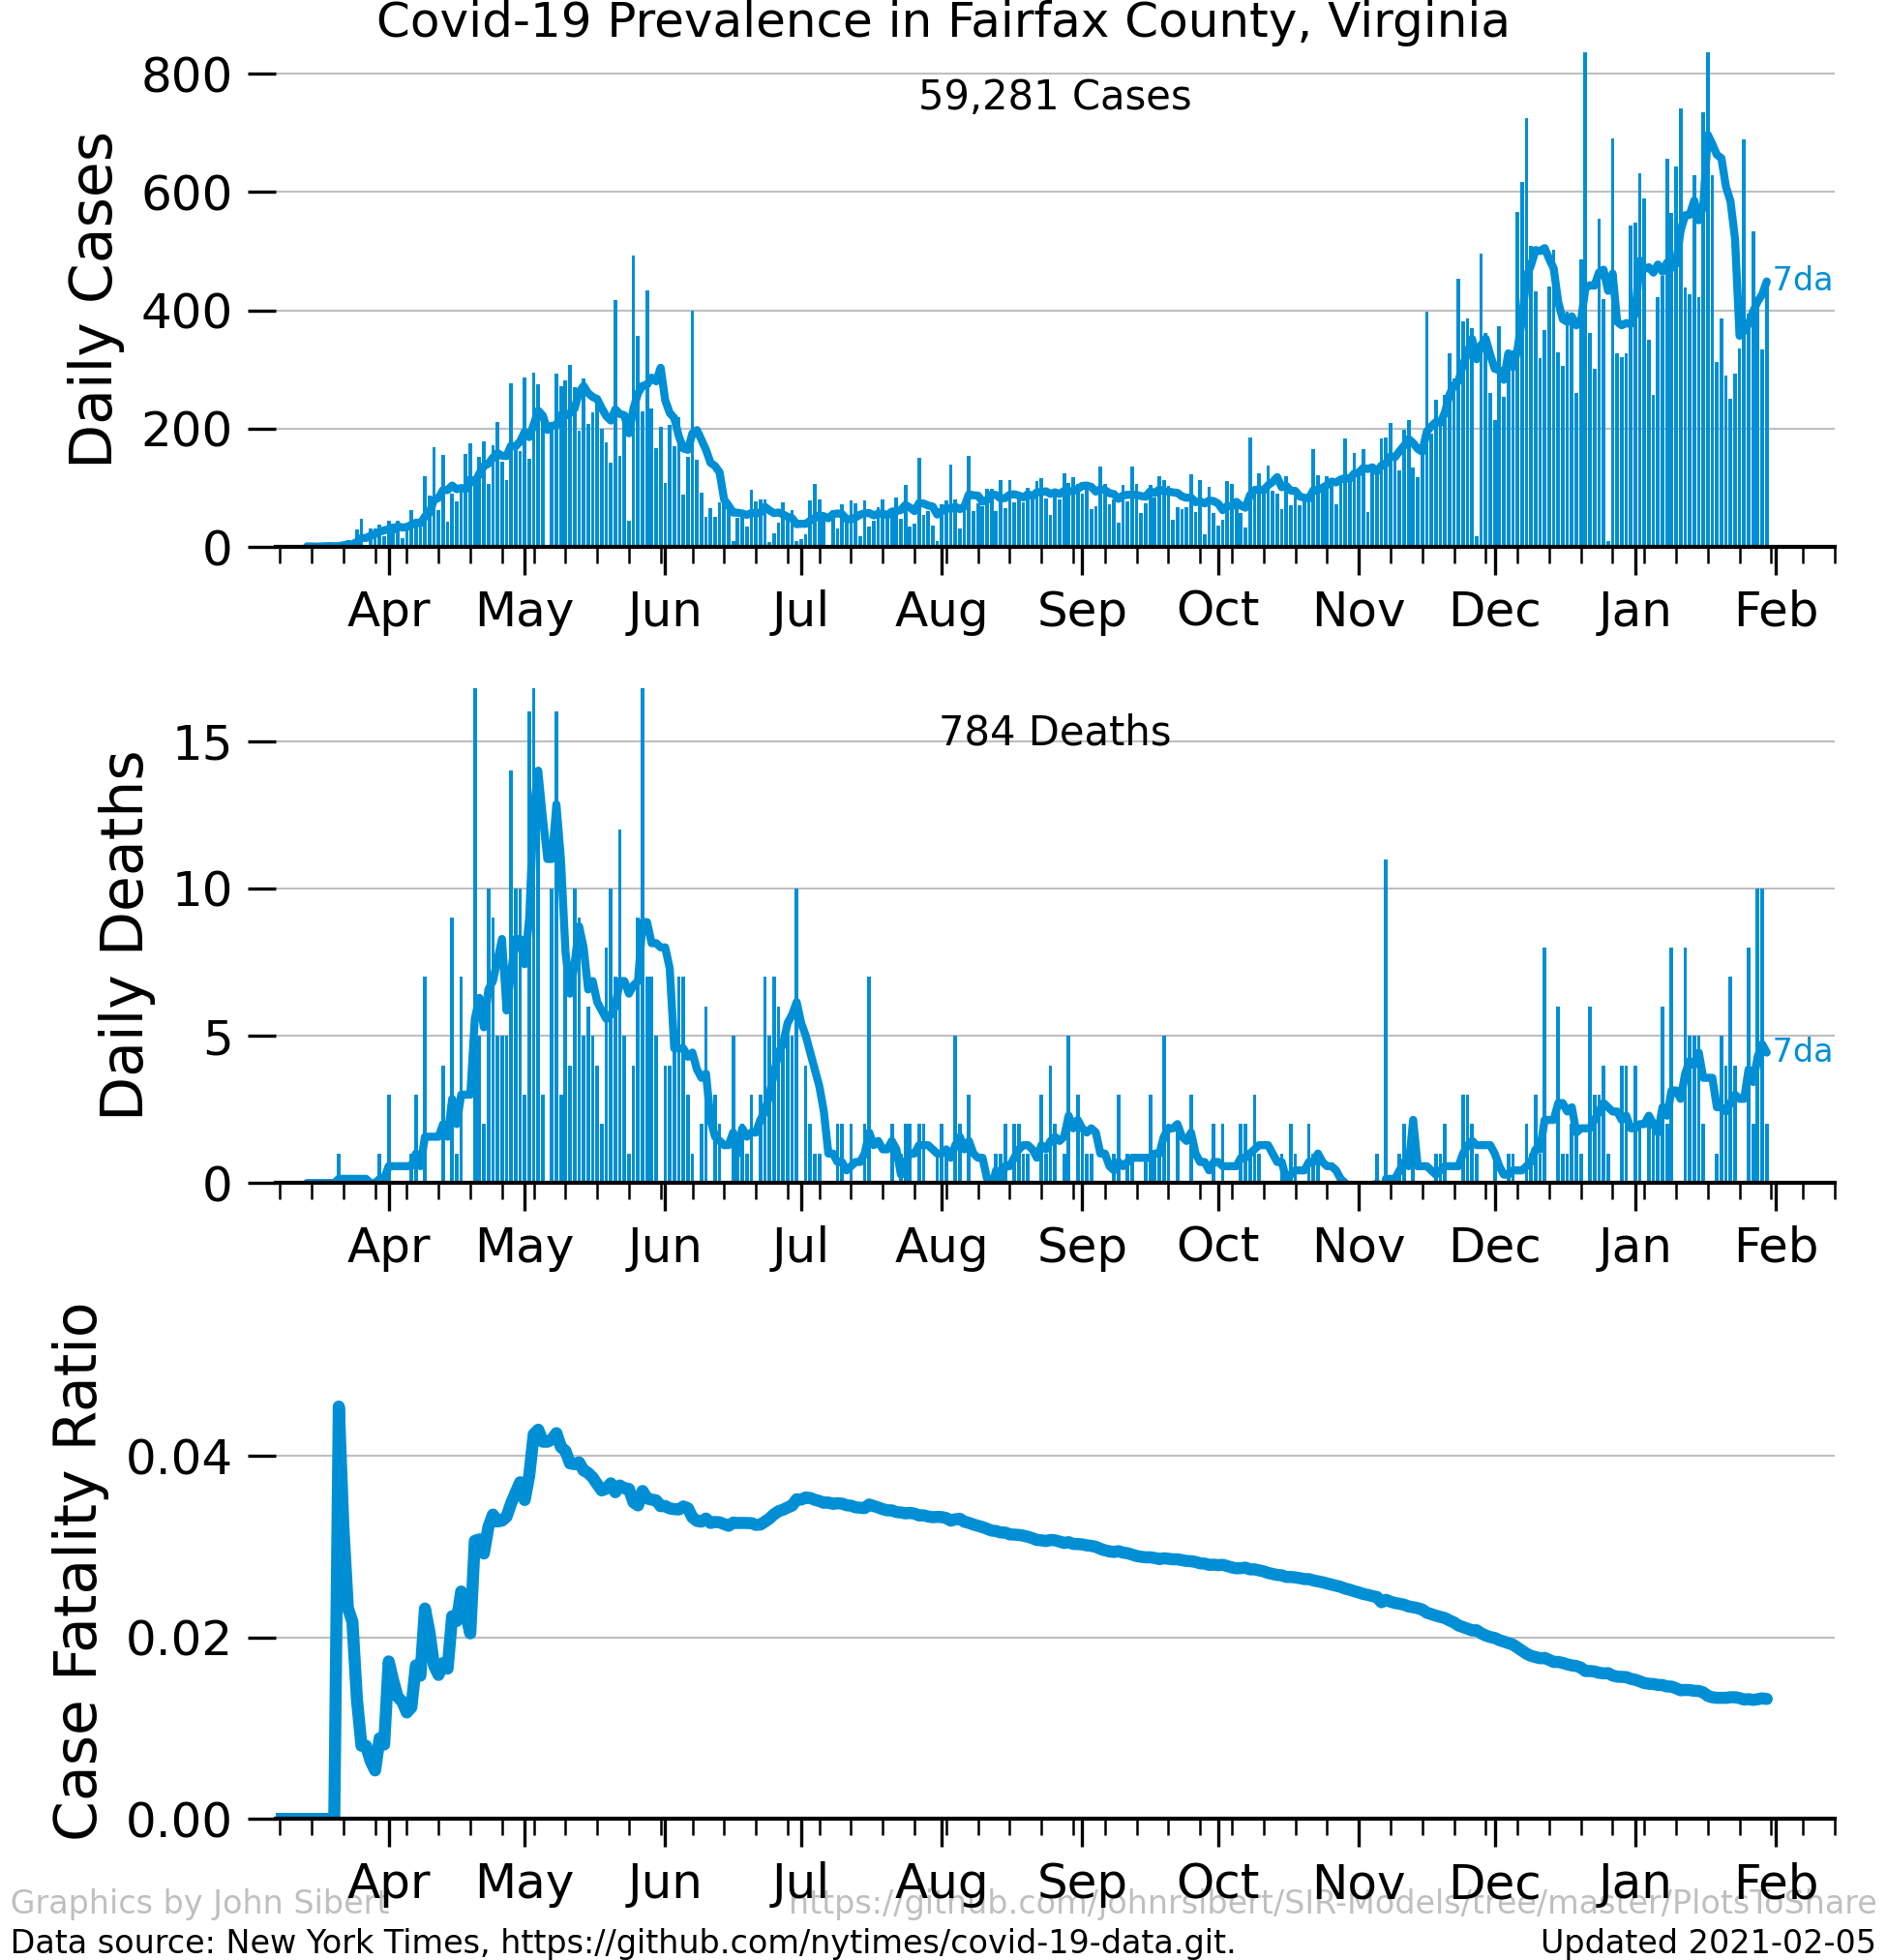 Covid-19 Prevalence in Fairfax County, Virginia
Daily Cases
800
600
400
200
0
59,281 Cases
7da
Apr May Jun Jul Aug Sep Oct Nov Dec Jan Feb
Daily Deaths
15
10
5
0
784 Deaths
7da
Apr May Jun Jul Aug Sep Oct Nov Dec Jan Feb
Case Fatality Ratio
0.04
0.02
0.00
Apr May Jun Jul Aug Sep Oct Nov Dec Jan Feb
Graphics by John Sibert https://github.com/johnrsibert/SIR-Models/tree/master/PlotsToShare
Data source: New York Times, https://github.com/nytimes/covid-19-data.git. Updated 2021-02-05